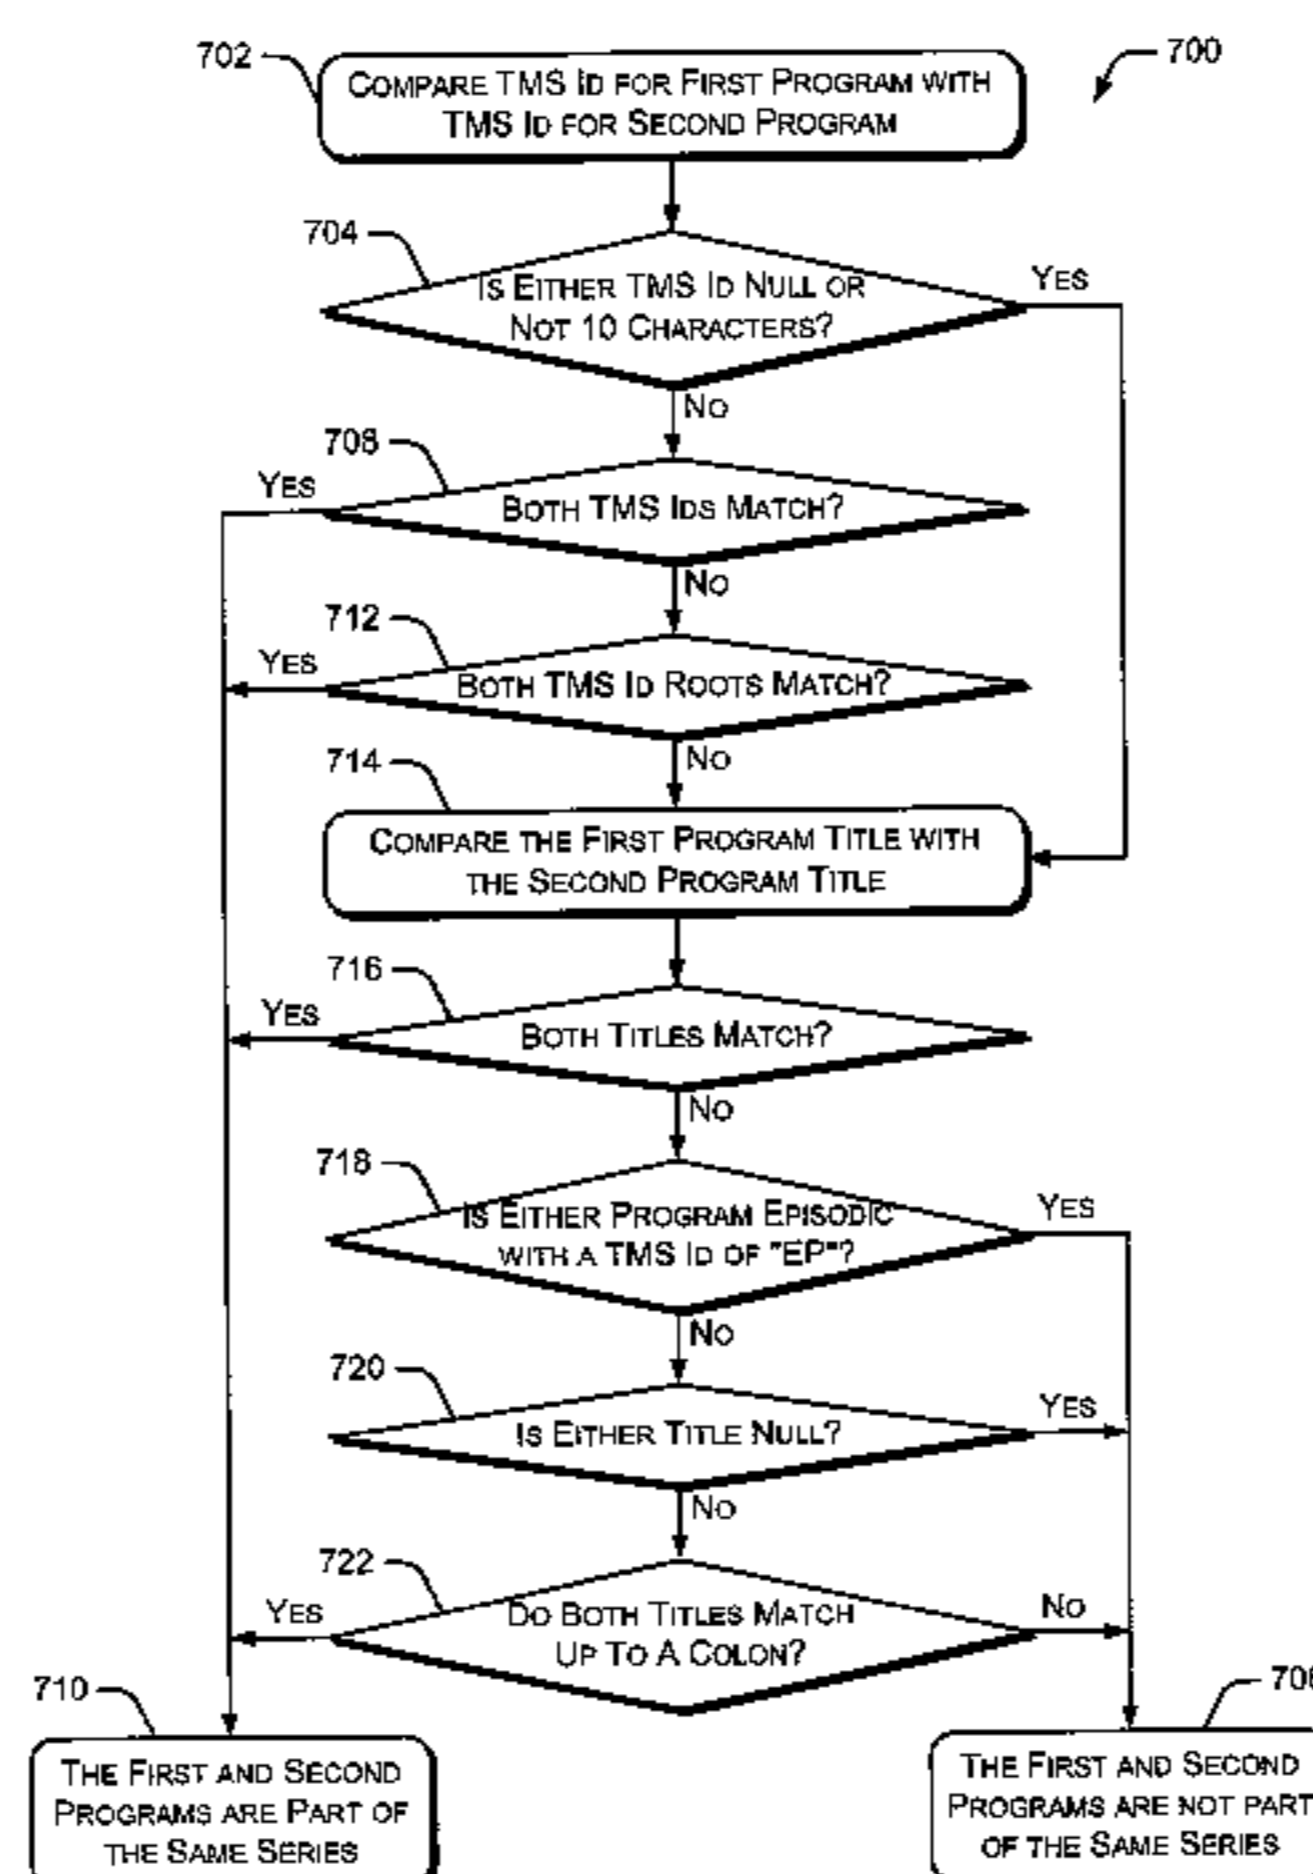 702
700
COMPARE TMS ID FOR FIRST PROGRAM WITH
TMS ID FOR SECOND PROGRAM
704
IS EITHER TMS ID NULL OR
NOT 10 CHARACTERS?
YES
NO
708
YES
BOTH TMS IDS MATCH?
NO
712
YES
BOTH TMS ID ROOTS MATCH?
NO
714
COMPARE THE FIRST PROGRAM TITLE WITH
THE SECOND PROGRAM TITLE
716
YES
BOTH TITLES MATCH?
NO
718
IS EITHER PROGRAM EPISODIC
WITH A TMS ID OF "EP"?
YES
NO
720
IS EITHER TITLE NULL?
YES
NO
722
YES
DO BOTH TITLES MATCH
UP TO A COLON?
NO
710
THE FIRST AND SECOND
PROGRAMS ARE PART OF
THE SAME SERIES
706
THE FIRST AND SECOND
PROGRAMS ARE NOT PART
OF THE SAME SERIES